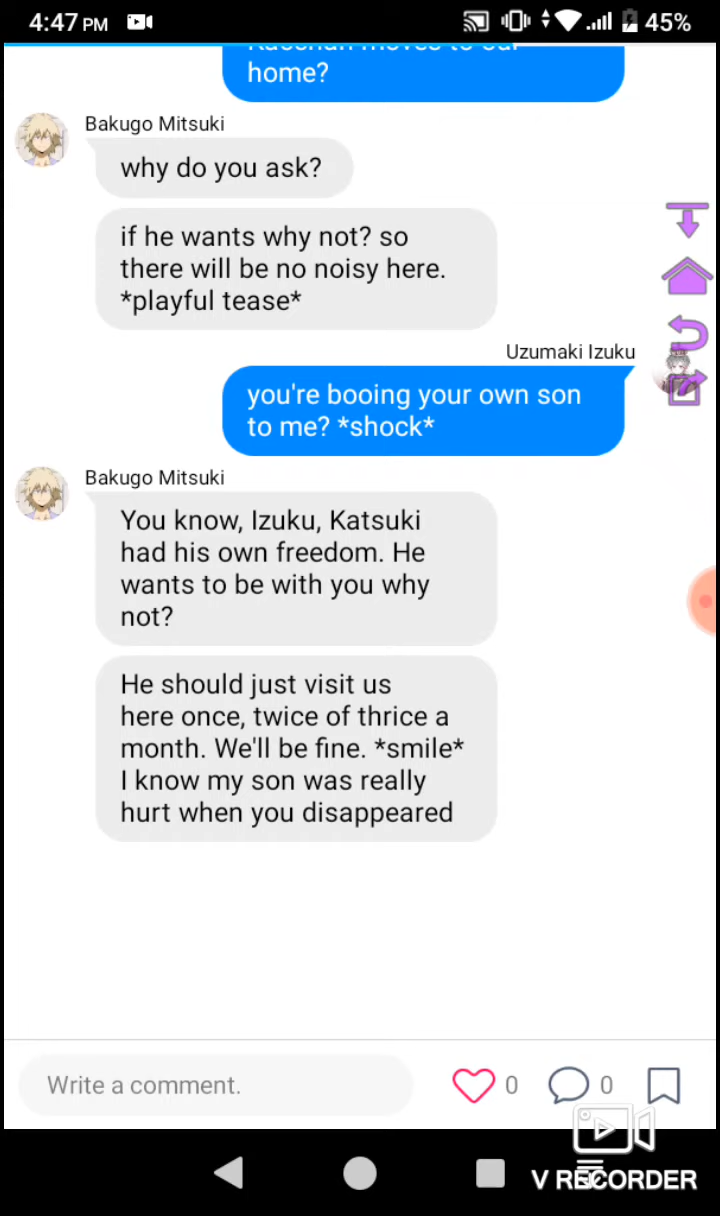 4:47 PM
45%
home?
Bakugo Mitsuki
why do you ask?
if he wants why not? so
there will be no noisy here.
*playful tease*
Uzumaki Izuku
you're booing your own son
to me? *shock*
Bakugo Mitsuki
You know, Izuku, Katsuki
had his own freedom. He
wants to be with you why
not?
He should just visit us
here once, twice of thrice a
month. We'll be fine. *smile*
I know my son was really
hurt when you disappeared
Write a comment.
0
0
V RECORDER